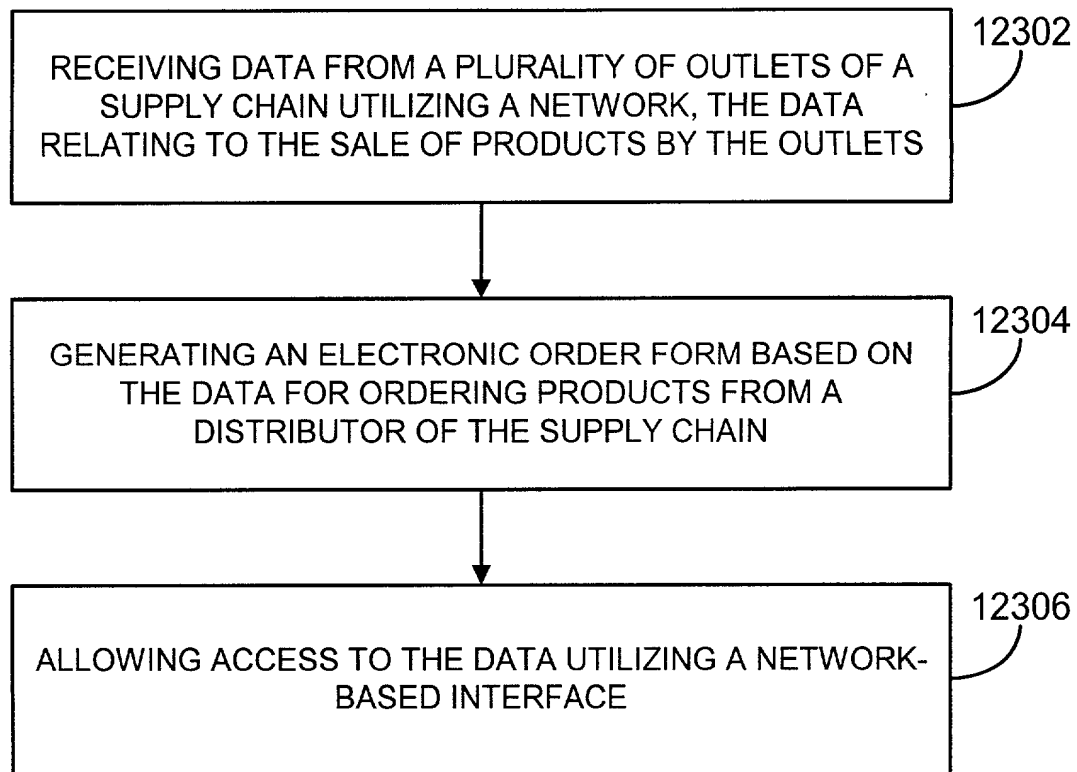 12302
RECEIVING DATA FROM A PLURALITY OF OUTLETS OF A
SUPPLY CHAIN UTILIZING A NETWORK, THE DATA
RELATING TO THE SALE OF PRODUCTS BY THE OUTLETS
12304
GENERATING AN ELECTRONIC ORDER FORM BASED ON
THE DATA FOR ORDERING PRODUCTS FROM A
DISTRIBUTOR OF THE SUPPLY CHAIN
12306
ALLOWING ACCESS TO THE DATA UTILIZING A NETWORK-
BASED INTERFACE